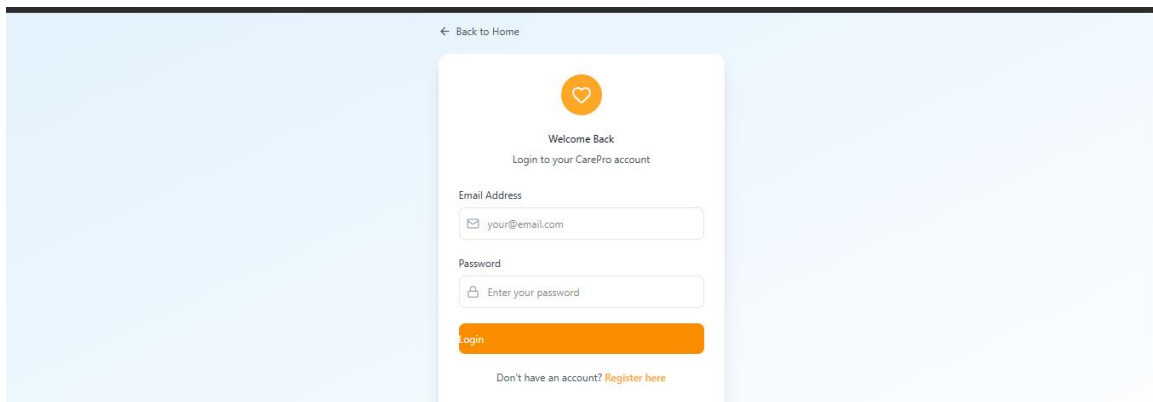 ← Back to Home
Welcome Back
Login to your CarePro account
Email Address
your@email.com
Password
Enter your password
Login
Don't have an account? Register here